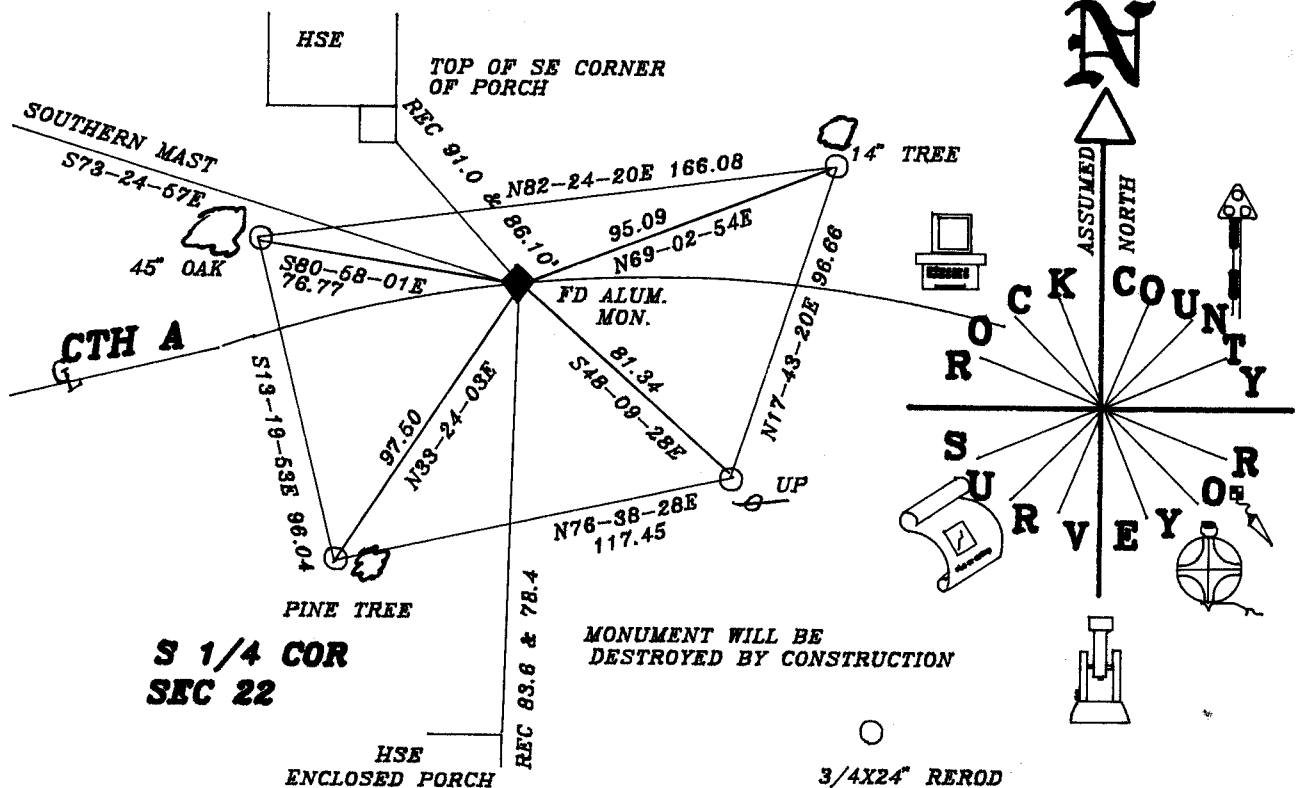 N
HSE
TOP OF SE CORNER
OF PORCH
SOUTHERN MAST
S73-24-57E
REC 91.0 & 86.10'
N82-24-20E 166.08
14" TREE
ASSUMED
NORTH
45" OAK
S80-58-01E
76.77
95.09
N69-02-54E
N17-43-20E 96.66
FD ALUM.
MON.
CTH A
CL
S13-19-53E 96.04
97.50
N33-24-03E
81.34
S48-09-28E
UP
N76-38-28E
117.45
PINE TREE
REC 83.6 & 78.4
S 1/4 COR
SEC 22
MONUMENT WILL BE
DESTROYED BY CONSTRUCTION
HSE
ENCLOSED PORCH
3/4X24" REROD
ROCK COUNTY
SURVEYOR